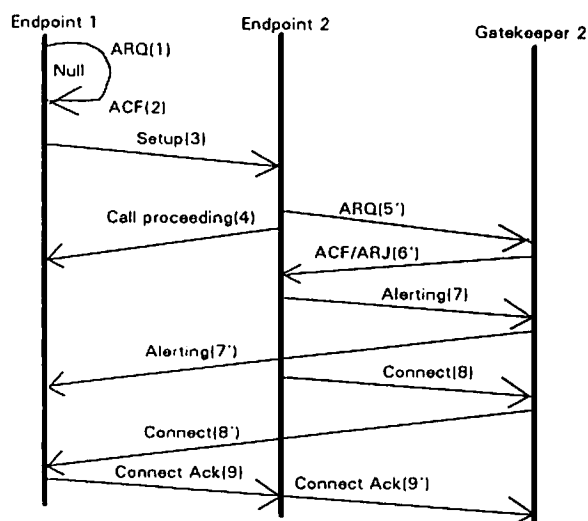 Endpoint 1
Endpoint 2
Gatekeeper 2
ARQ(1)
Null
ACF(2)
Setup(3)
Call proceeding(4)
ARQ(5')
ACF/ARJ(6')
Alerting(7)
Alerting(7')
Connect(8)
Connect(8')
Connect Ack(9)
Connect Ack(9')